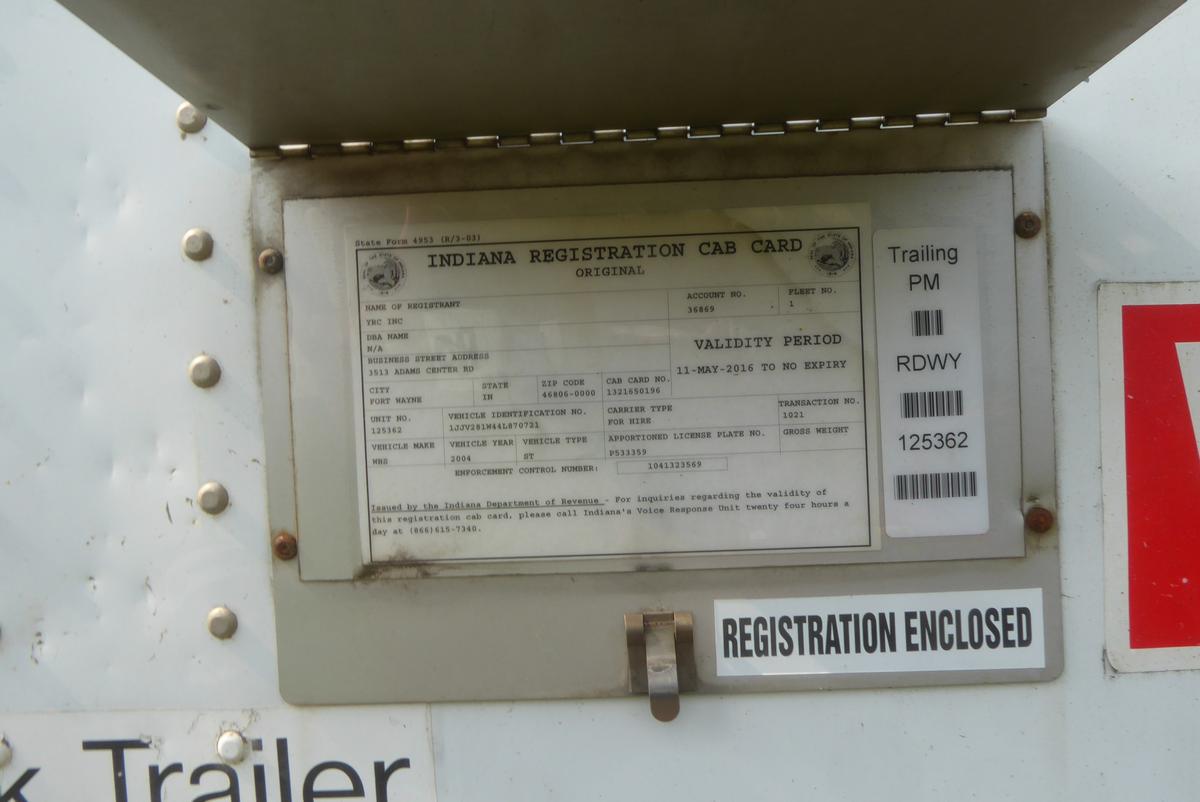 State Form 4953 (R/3-03)
INDIANA REGISTRATION CAB CARD
ORIGINAL
NAME OF REGISTRANT
YRC INC
ACCOUNT NO.
36869
FLEET NO.
1
DBA NAME
N/A
VALIDITY PERIOD
11-MAY-2016 TO NO EXPIRY
BUSINESS STREET ADDRESS
3513 ADAMS CENTER RD
CITY
FORT WAYNE
STATE
IN
ZIP CODE
46806-0000
CAB CARD NO.
1321650196
UNIT NO.
125362
VEHICLE IDENTIFICATION NO.
1JJV281W44L870721
CARRIER TYPE
FOR HIRE
TRANSACTION NO.
1021
VEHICLE MAKE
WBS
VEHICLE YEAR
2004
VEHICLE TYPE
ST
APPORTIONED LICENSE PLATE NO.
P533359
GROSS WEIGHT
ENFORCEMENT CONTROL NUMBER:
1041323569
Issued by the Indiana Department of Revenue - For inquiries regarding the validity of
this registration cab card, please call Indiana's Voice Response Unit twenty four hours a
day at (866)615-7340.
Trailing
PM
RDWY
125362
REGISTRATION ENCLOSED
k Trailer